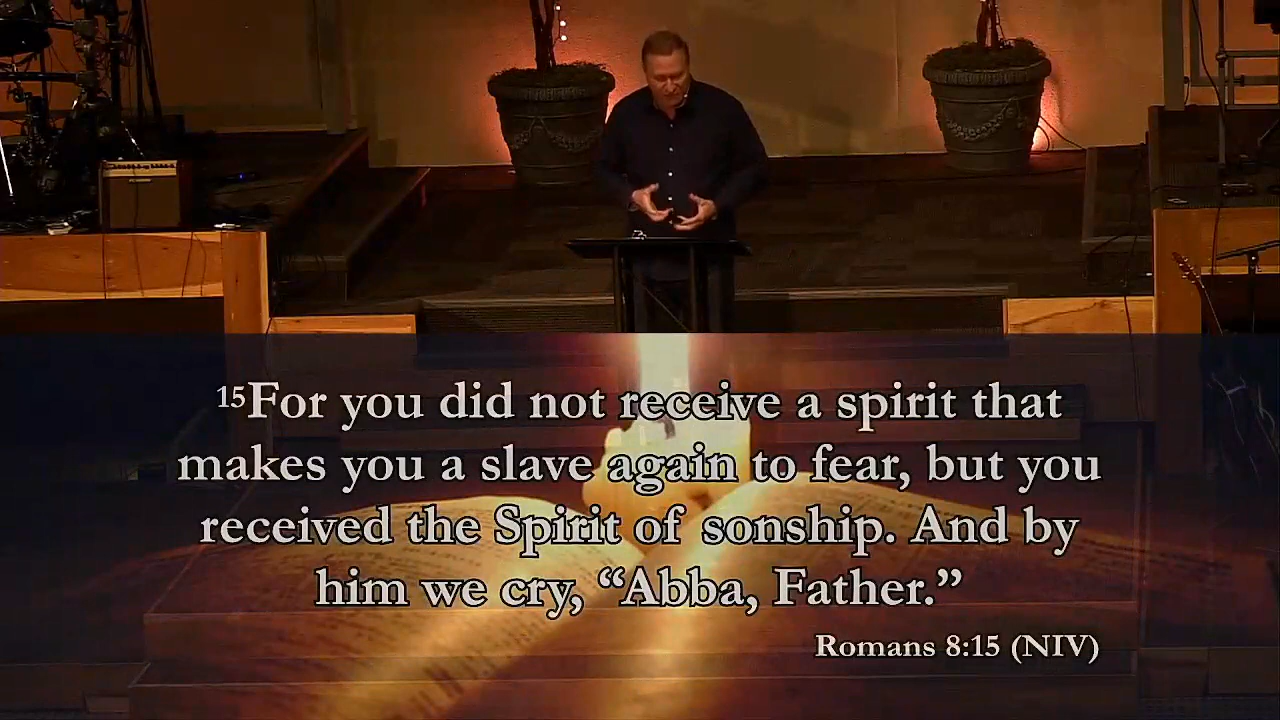 15For you did not receive a spirit that
makes you a slave again to fear, but you
received the Spirit of sonship. And by
him we cry, “Abba, Father.”
Romans 8:15 (NIV)